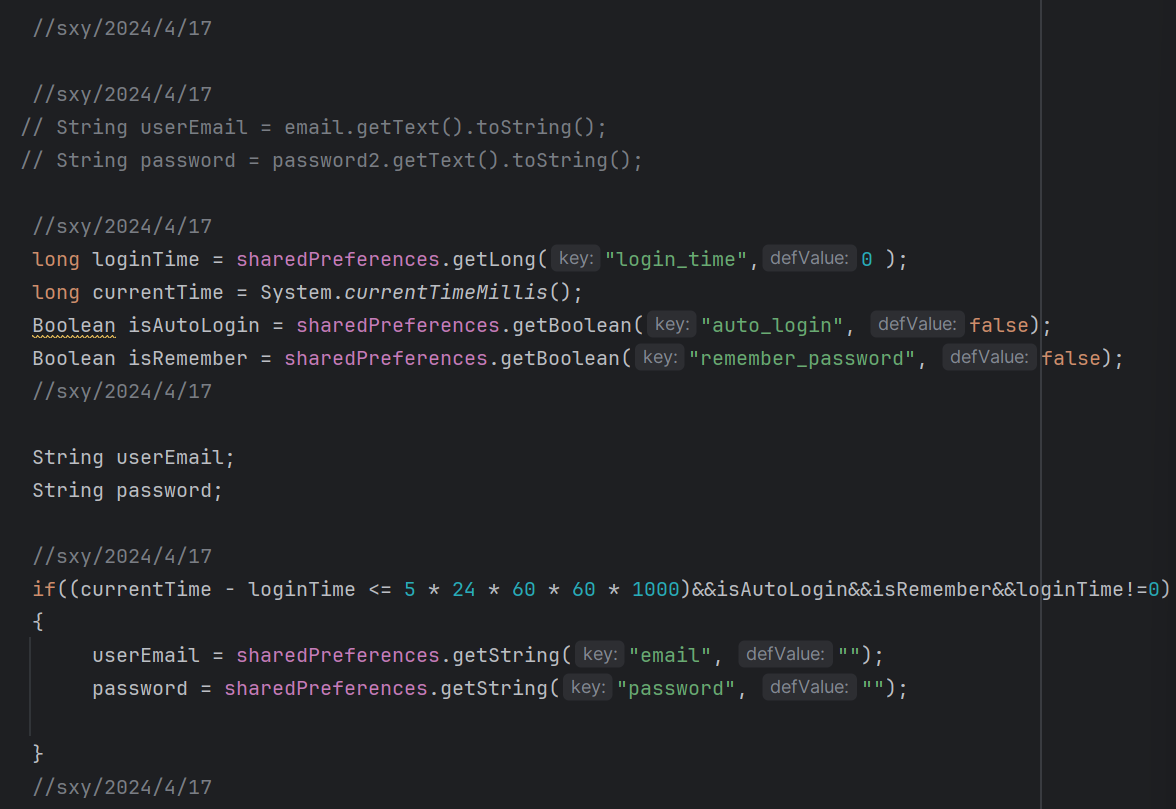 //sxy/2024/4/17
//sxy/2024/4/17
// String userEmail = email.getText().toString();
// String password = password2.getText().toString();
//sxy/2024/4/17
long loginTime = sharedPreferences.getLong( key: "login_time", defValue: 0 );
long currentTime = System.currentTimeMillis();
Boolean isAutoLogin = sharedPreferences.getBoolean( key: "auto_login", defValue: false);
Boolean isRemember = sharedPreferences.getBoolean( key: "remember_password", defValue: false);
//sxy/2024/4/17
String userEmail;
String password;
//sxy/2024/4/17
if((currentTime - loginTime <= 5 * 24 * 60 * 60 * 1000)&&isAutoLogin&&isRemember&&loginTime!=0)
{
userEmail = sharedPreferences.getString( key: "email", defValue: "");
password = sharedPreferences.getString( key: "password", defValue: "");
}
//sxy/2024/4/17